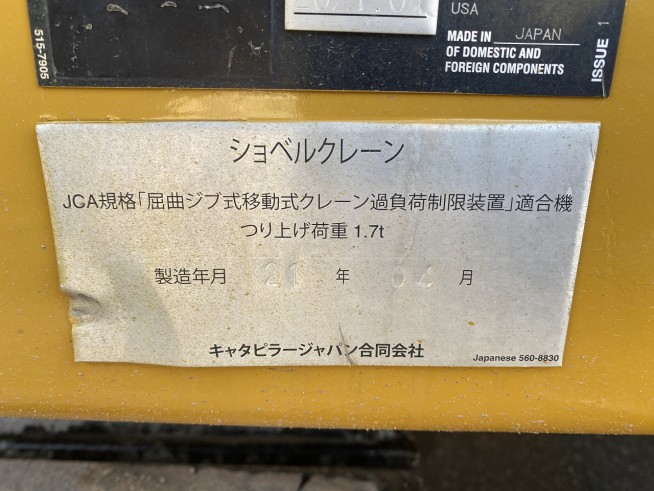 USA
MADE IN JAPAN
OF DOMESTIC AND
FOREIGN COMPONENTS
ISSUE 1
515-7905
ショベルクレーン
JCA規格「屈曲ジブ式移動式クレーン過負荷制限装置」適合機
つり上げ荷重 1.7t
製造年月 21 年 04 月
キャタピラージャパン合同会社
Japanese 560-8830